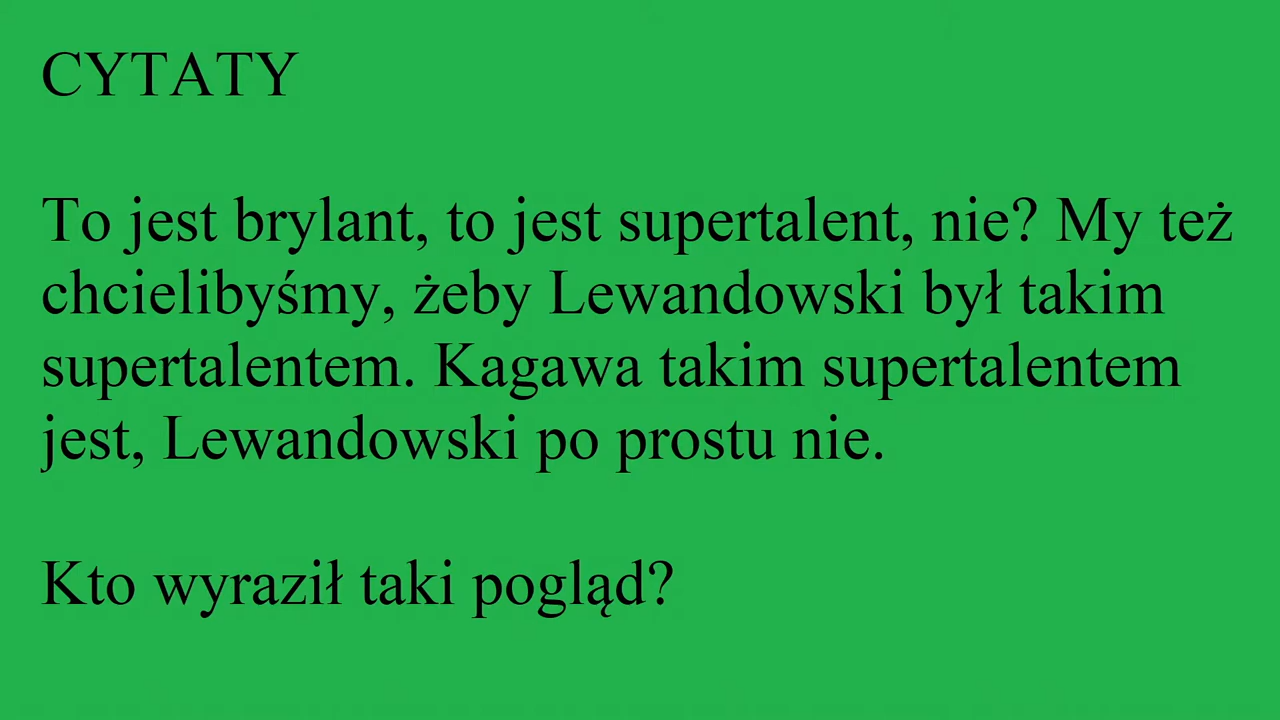 CYTATY
To jest brylant, to jest supertalent, nie? My też
chcielibyśmy, żeby Lewandowski był takim
supertalentem. Kagawa takim supertalentem
jest, Lewandowski po prostu nie.
Kto wyraził taki pogląd?